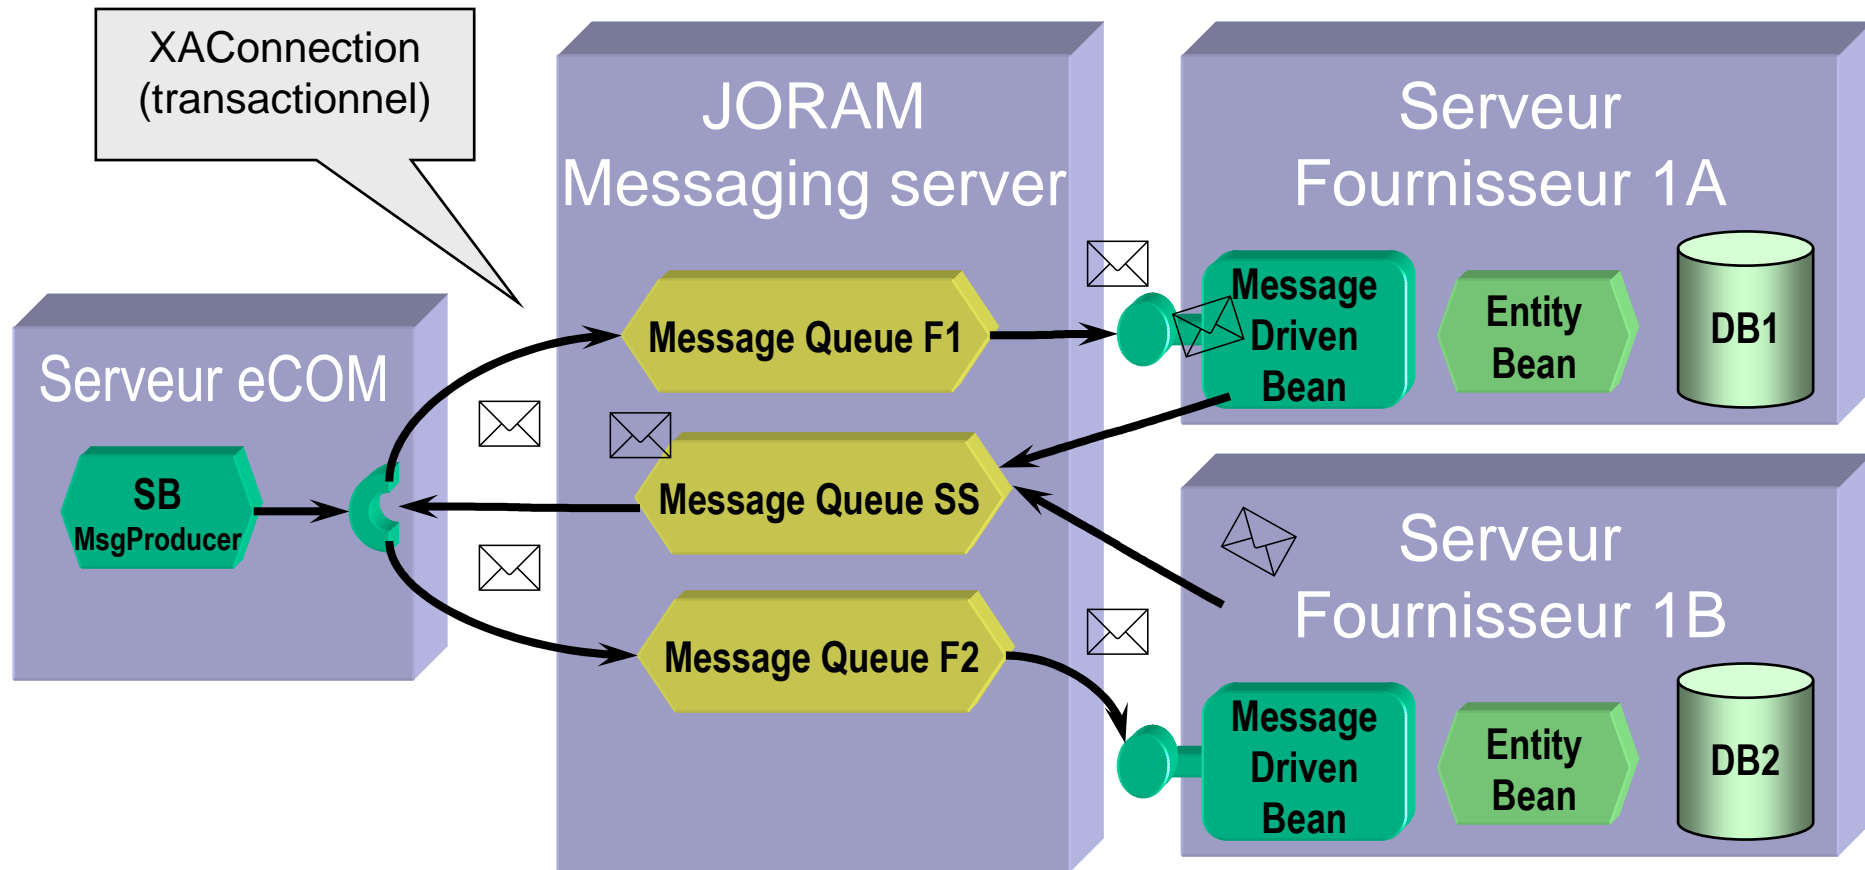 XAConnection
(transactionnel)
JORAM
Messaging server
Serveur
Fournisseur 1A
Message
Driven
Bean
Entity
Bean
DB1
Message Queue F1
Serveur eCOM
SB
MsgProducer
Message Queue SS
Message Queue F2
Serveur
Fournisseur 1B
Message
Driven
Bean
Entity
Bean
DB2